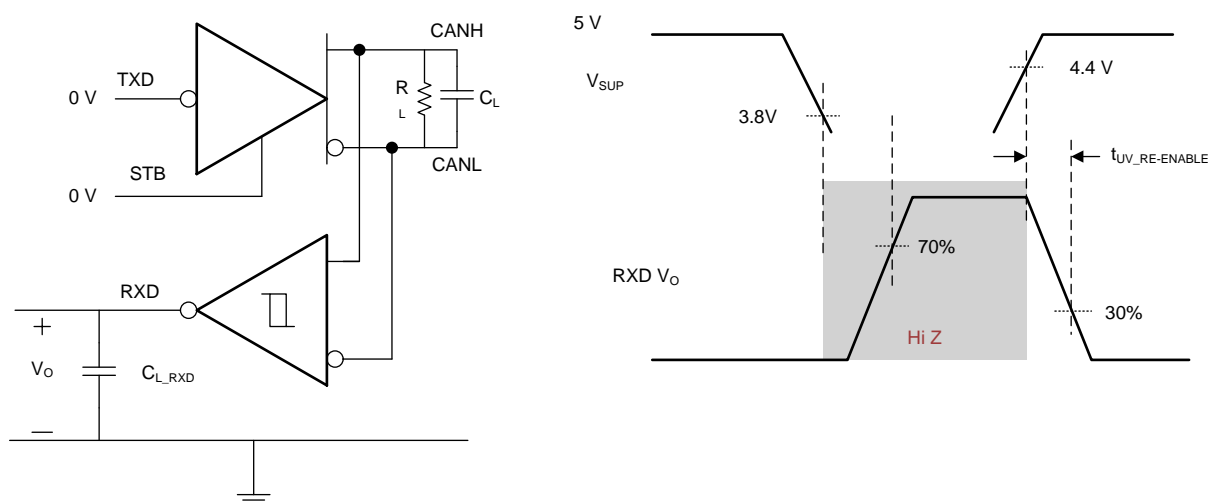 CANH
TXD
0 V
R
L
C_L
STB
0 V
CANL
RXD
+
V_O
C_L_RXD
—
5 V
V_SUP
3.8V
4.4 V
t_UV_RE-ENABLE
70%
RXD V_O
30%
Hi Z